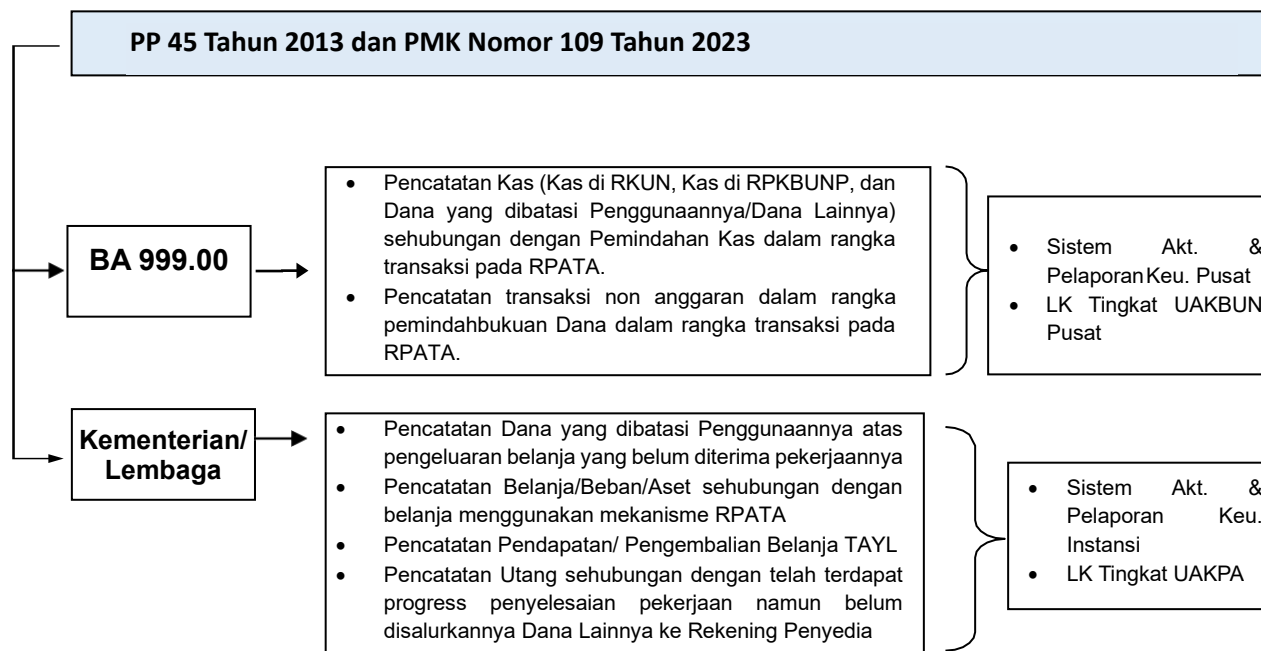 PP 45 Tahun 2013 dan PMK Nomor 109 Tahun 2023
BA 999.00
• Pencatatan Kas (Kas di RKUN, Kas di RPKBUNP, dan
Dana yang dibatasi Penggunaannya/Dana Lainnya)
sehubungan dengan Pemindahan Kas dalam rangka
transaksi pada RPATA.
• Pencatatan transaksi non anggaran dalam rangka
pemindahbukuan Dana dalam rangka transaksi pada
RPATA.
• Sistem Akt. &
Pelaporan Keu. Pusat
• LK Tingkat UAKBUN
Pusat
Kementerian/
Lembaga
• Pencatatan Dana yang dibatasi Penggunaannya atas
pengeluaran belanja yang belum diterima pekerjaannya
• Pencatatan Belanja/Beban/Aset sehubungan dengan
belanja menggunakan mekanisme RPATA
• Pencatatan Pendapatan/ Pengembalian Belanja TAYL
• Pencatatan Utang sehubungan dengan telah terdapat
progress penyelesaian pekerjaan namun belum
disalurkannya Dana Lainnya ke Rekening Penyedia
• Sistem Akt. &
Pelaporan Keu.
Instansi
• LK Tingkat UAKPA